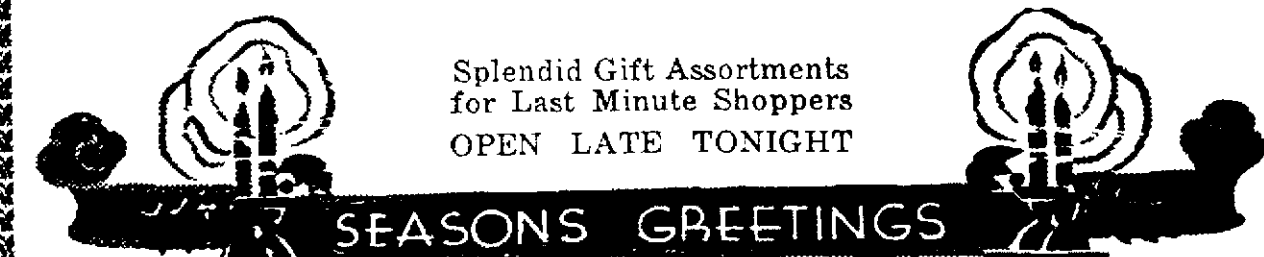 Splendid Gift Assortments
for Last Minute Shoppers
OPEN LATE TONIGHT
SEASONS GREETINGS